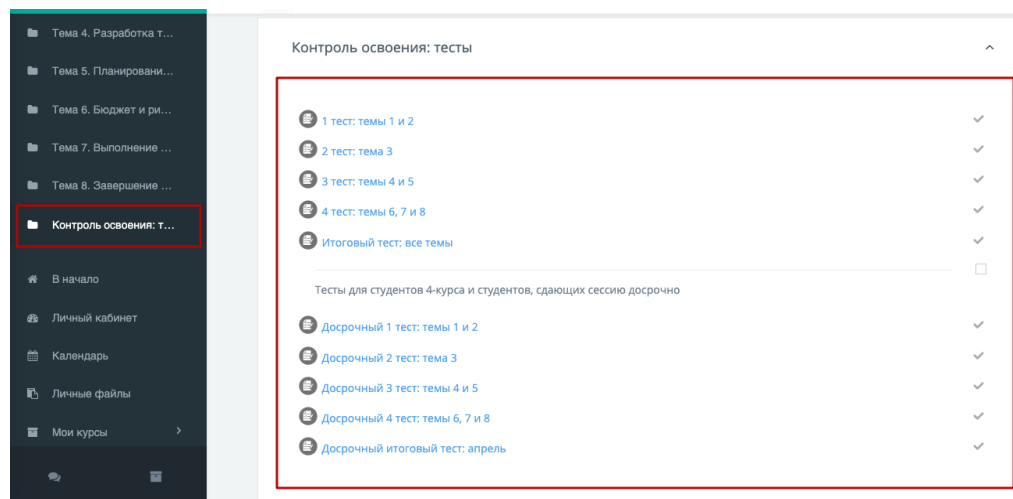 Тема 4. Разработка т...
Тема 5. Планировани...
Тема 6. Бюджет и ри...
Тема 7. Выполнение ...
Тема 8. Завершение ...
Контроль освоения: т...
В начало
Личный кабинет
Календарь
Личные файлы
Мои курсы
Контроль освоения: тесты
1 тест: темы 1 и 2
2 тест: тема 3
3 тест: темы 4 и 5
4 тест: темы 6, 7 и 8
Итоговый тест: все темы
Тесты для студентов 4-курса и студентов, сдающих сессию досрочно
Досрочный 1 тест: темы 1 и 2
Досрочный 2 тест: тема 3
Досрочный 3 тест: темы 4 и 5
Досрочный 4 тест: темы 6, 7 и 8
Досрочный итоговый тест: апрель